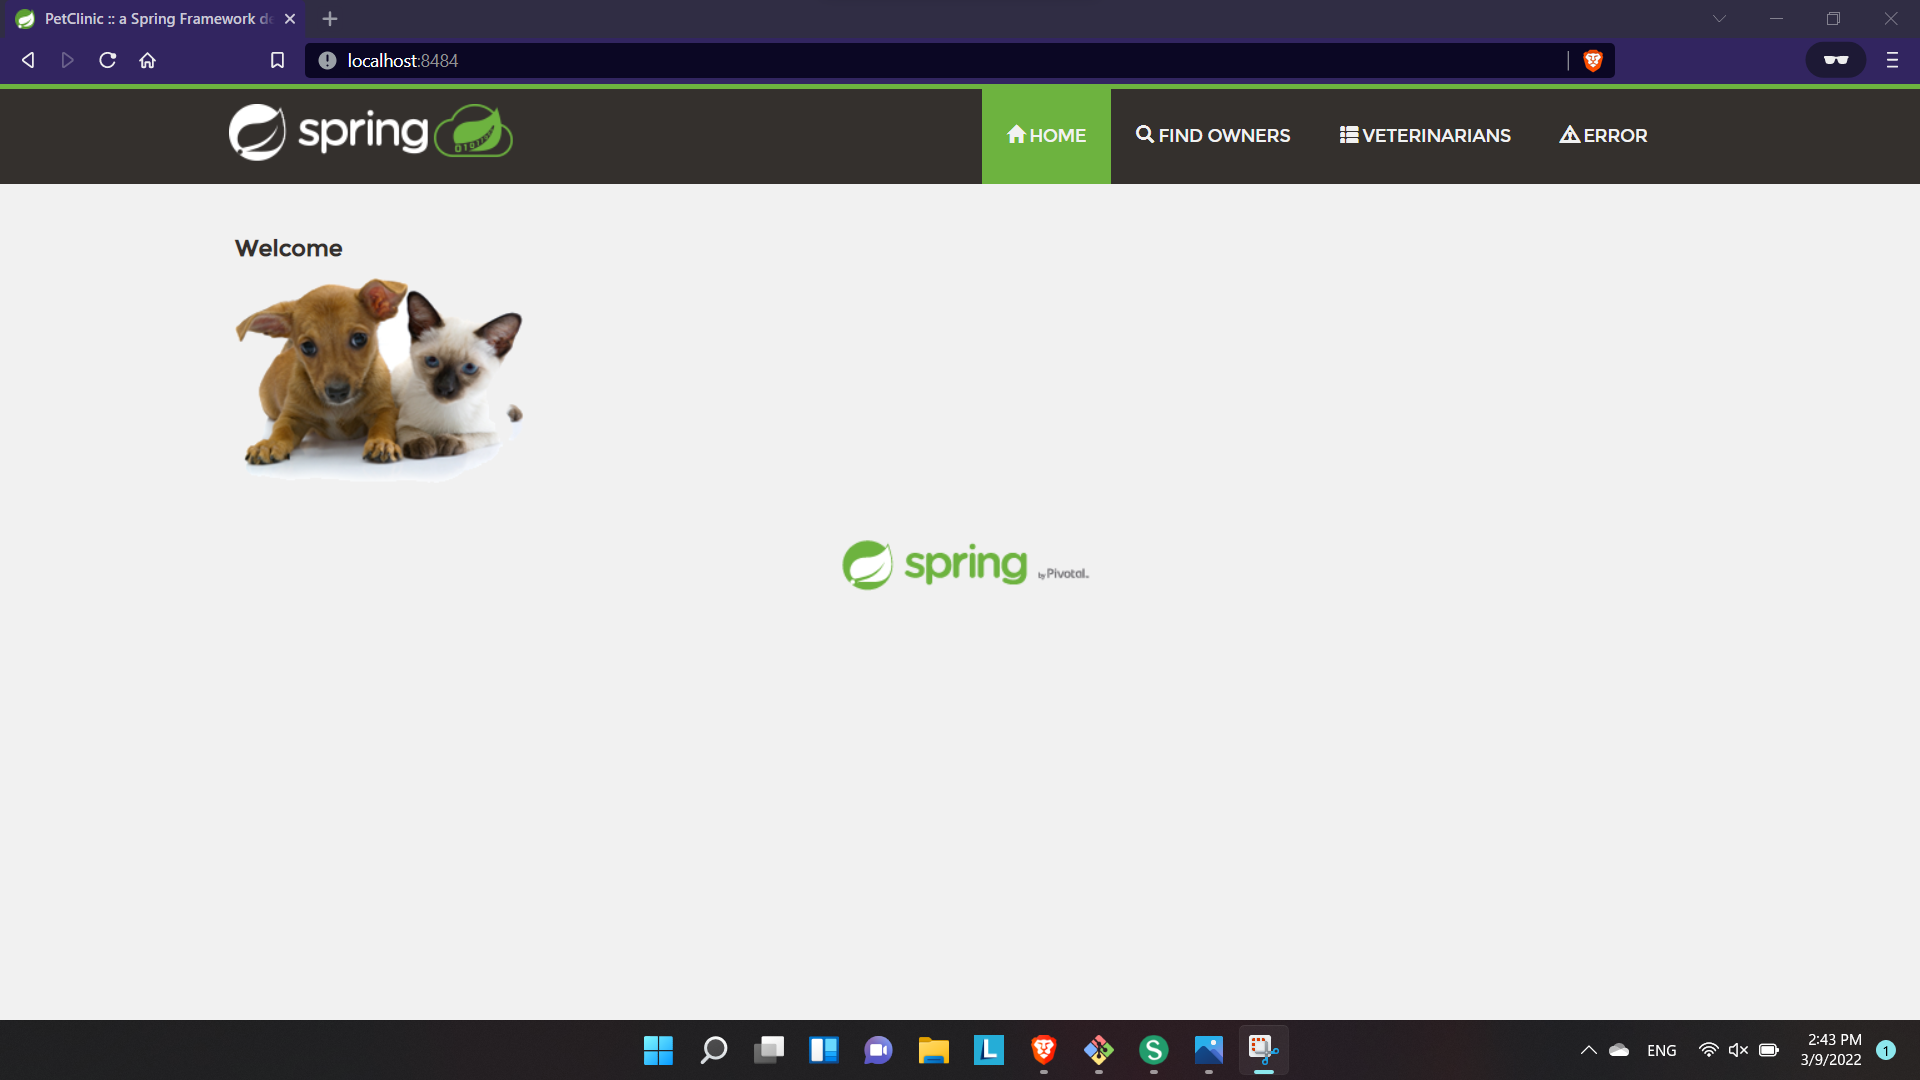 PetClinic :: a Spring Framework de
localhost:8484
spring
HOME
FIND OWNERS
VETERINARIANS
ERROR
Welcome
spring by Pivotal
ENG
2:43 PM
3/9/2022
1